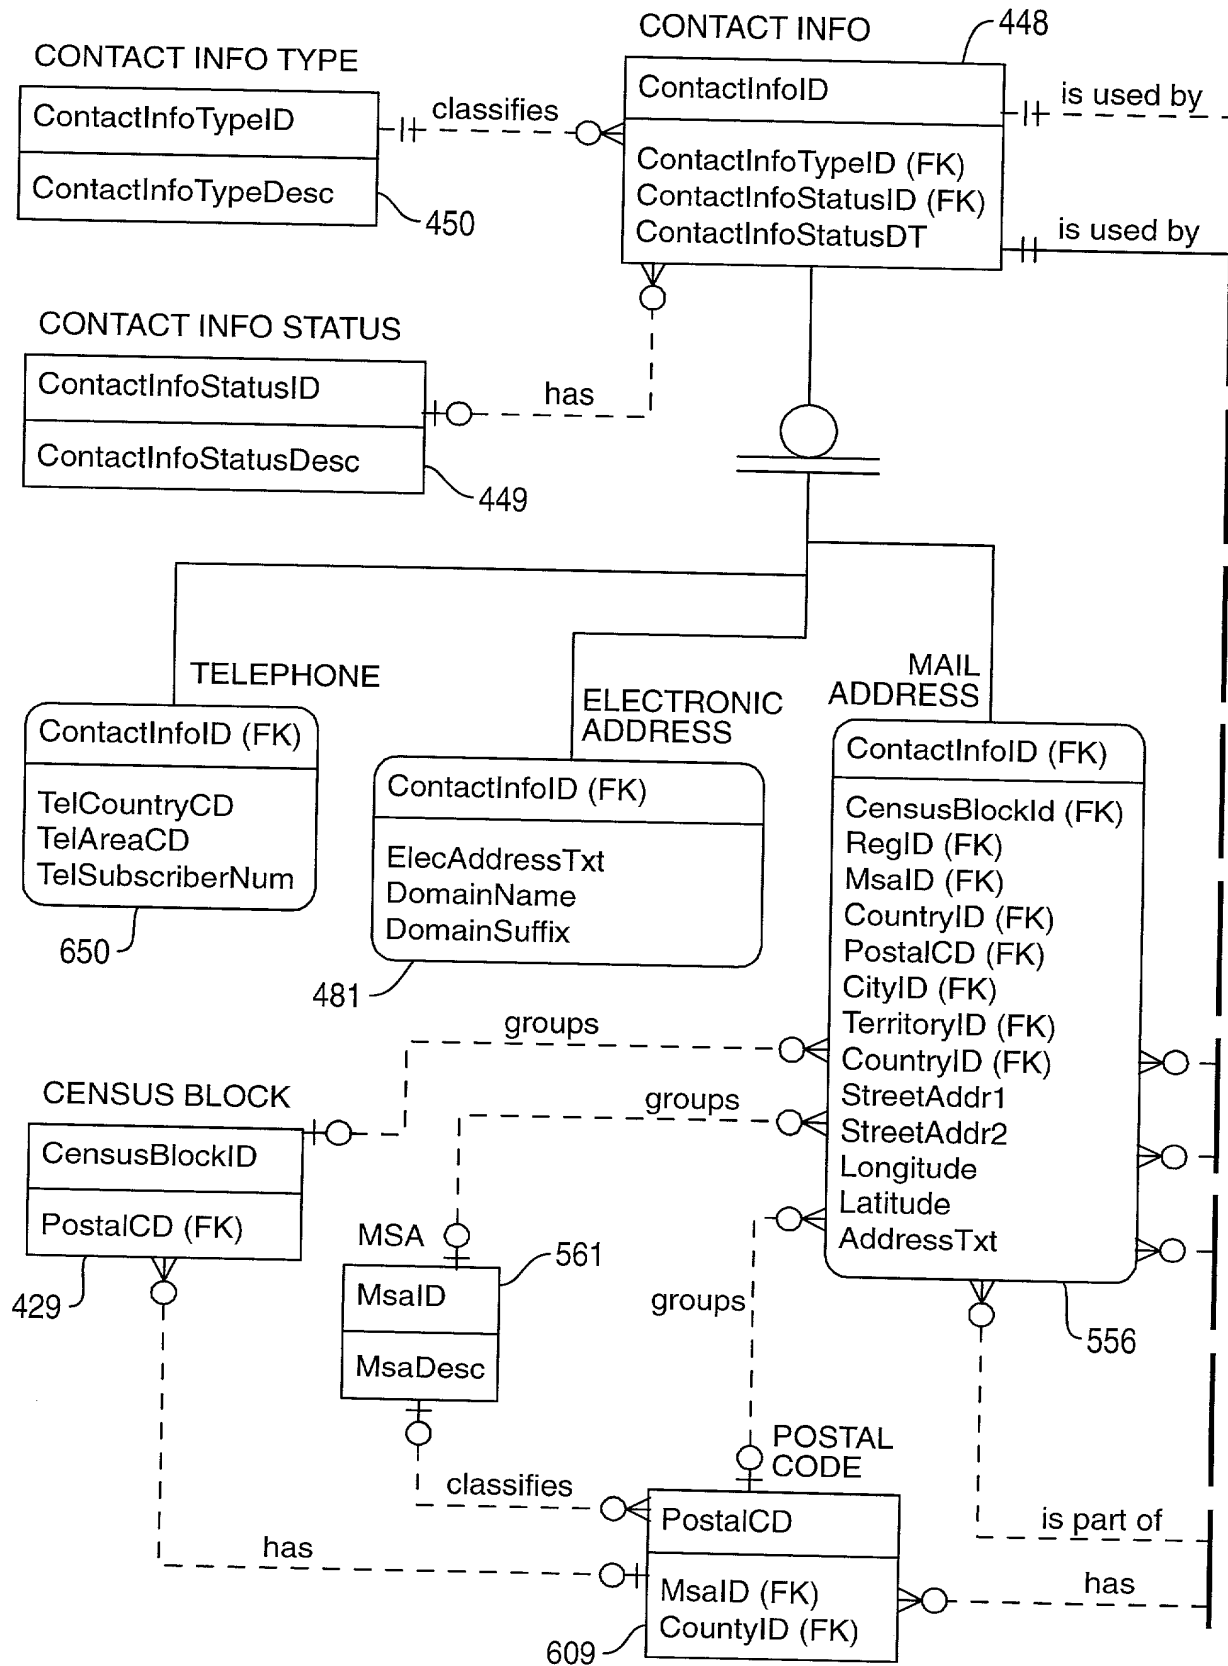 CONTACT INFO
448
CONTACT INFO TYPE
ContactInfoTypeID
ContactInfoTypeDesc
450
classifies
ContactInfoID
ContactInfoTypeID (FK)
ContactInfoStatusID (FK)
ContactInfoStatusDT
is used by
is used by
CONTACT INFO STATUS
ContactInfoStatusID
ContactInfoStatusDesc
449
has
TELEPHONE
ContactInfoID (FK)
TelCountryCD
TelAreaCD
TelSubscriberNum
650
ELECTRONIC
ADDRESS
ContactInfoID (FK)
ElecAddressTxt
DomainName
DomainSuffix
481
MAIL
ADDRESS
ContactInfoID (FK)
CensusBlockId (FK)
RegID (FK)
MsaID (FK)
CountryID (FK)
PostalCD (FK)
CityID (FK)
TerritoryID (FK)
CountryID (FK)
StreetAddr1
StreetAddr2
Longitude
Latitude
AddressTxt
556
groups
groups
groups
CENSUS BLOCK
CensusBlockID
PostalCD (FK)
429
MSA
561
MsaID
MsaDesc
classifies
has
POSTAL
CODE
PostalCD
MsaID (FK)
CountyID (FK)
609
is part of
has